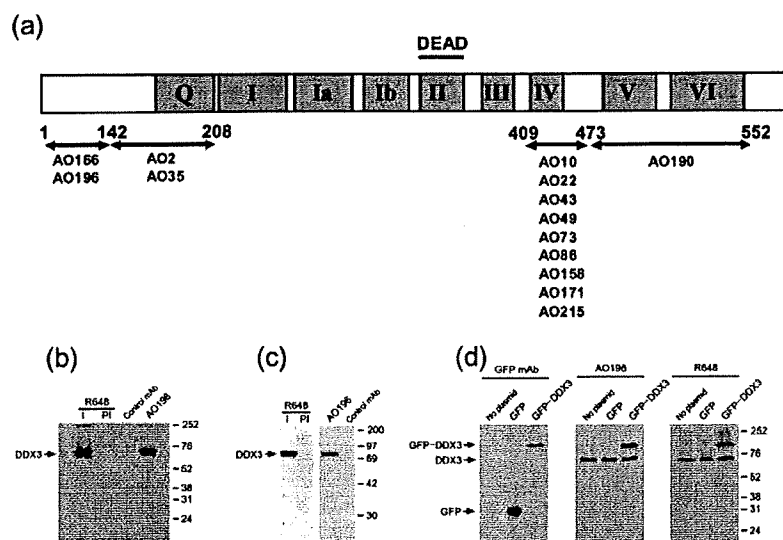 (a)
DEAD
Q I Ia Ib II III IV V VI
1 142 208 409 473 552
AO166 AO2 AO10 AO190
AO196 AO35 AO22
AO43
AO49
AO73
AO86
AO158
AO171
AO215
(b)
R648
I PI Control mAb AO196
252
DDX3
76
62
38
31
24
(c)
R648
I PI AO196 Control mAb
200
DDX3
97
69
42
30
(d)
GFP mAb AO196 R648
No plasmid GFP GFP-DDX3 No plasmid GFP GFP-DDX3 No plasmid GFP GFP-DDX3
252
GFP-DDX3
76
DDX3
62
38
GFP
31
24